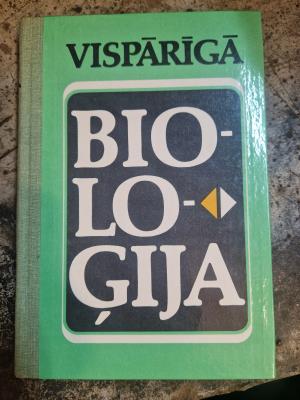 VISPĀRĪGĀ
BIO-
LO-
ĢIJA